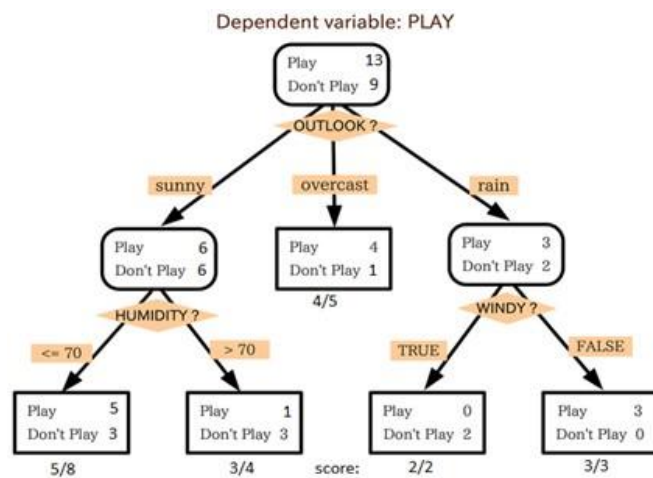 Dependent variable: PLAY
Play 13
Don't Play 9
OUTLOOK ?
sunny
overcast
rain
Play 6
Don't Play 6
Play 4
Don't Play 1
Play 3
Don't Play 2
4/5
HUMIDITY ?
WINDY ?
<= 70
> 70
TRUE
FALSE
Play 5
Don't Play 3
Play 1
Don't Play 3
Play 0
Don't Play 2
Play 3
Don't Play 0
5/8
3/4
score:
2/2
3/3